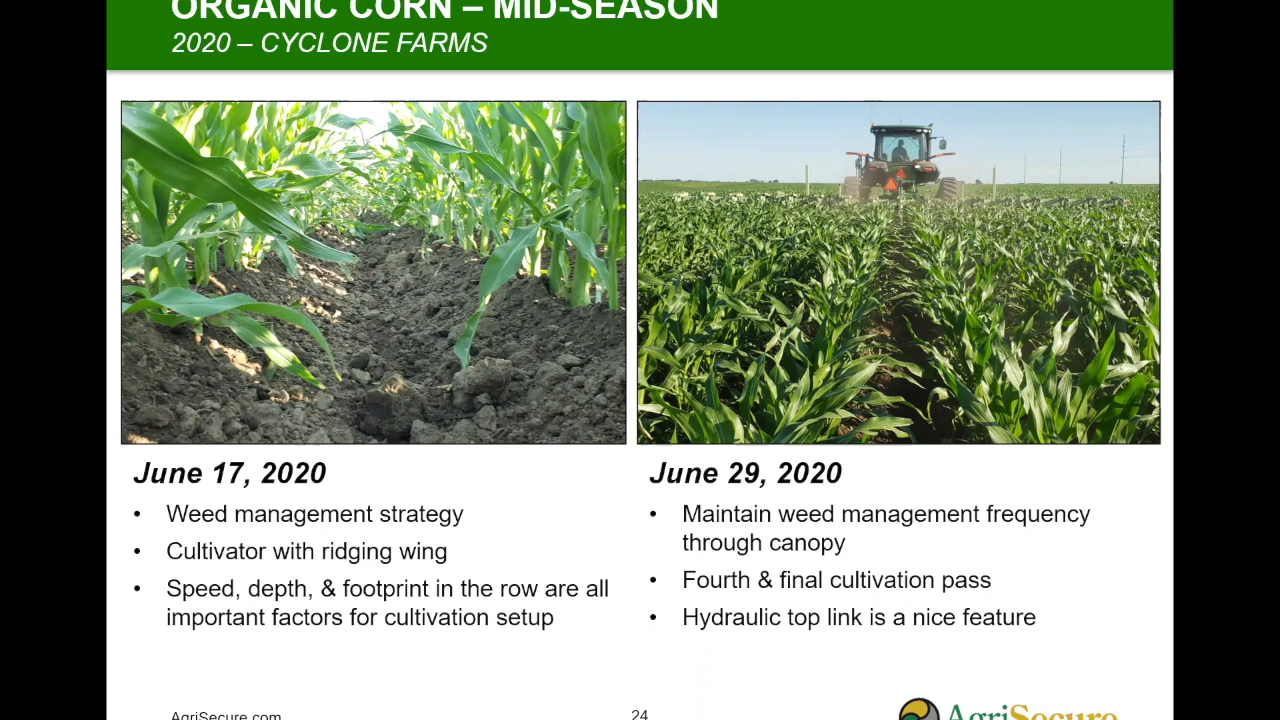 ORGANIC CORN – MID-SEASON
2020 – CYCLONE FARMS
June 17, 2020
• Weed management strategy
• Cultivator with ridging wing
• Speed, depth, & footprint in the row are all
important factors for cultivation setup
June 29, 2020
• Maintain weed management frequency
through canopy
• Fourth & final cultivation pass
• Hydraulic top link is a nice feature
AgriSecure.com
24
AgriSecure